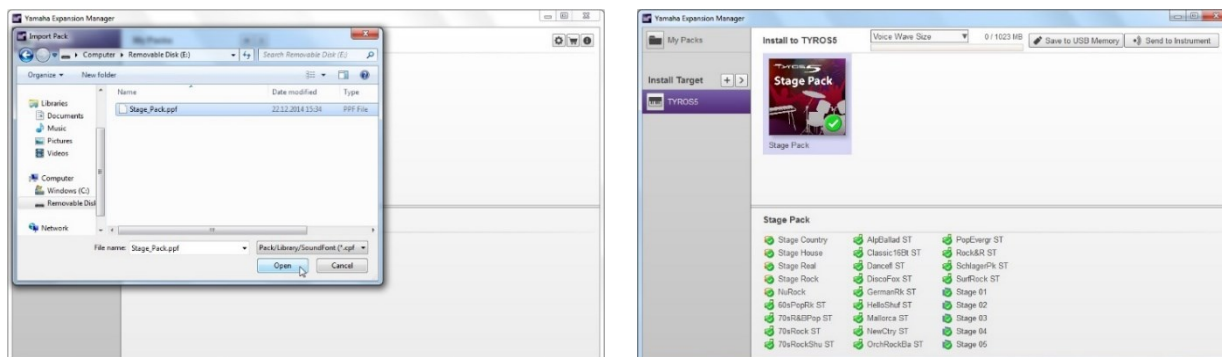 Yamaha Expansion Manager
Import Pack
My Packs
Computer
Removable Disk (E:)
Search Removable Disk (E:)
Organize
New folder
Name
Date modified
Type
Libraries
Documents
Music
Pictures
Videos
Computer
Windows (C:)
Removable Disk
Network
Stage_Pack.ppf
22.12.2014 15:34
PPF File
File name:
Stage_Pack.ppf
Pack/Library/SoundFont (*.cpf
Open
Cancel
Yamaha Expansion Manager
My Packs
Install to TYROS5
Voice Wave Size
0 / 1023 MB
Save to USB Memory
Send to Instrument
Install Target
TYROS5
TYROS 5
Stage Pack
Stage Pack
Stage Pack
Stage Country
Stage House
Stage Real
Stage Rock
NuRock
60sPopRk ST
70sR&BPop ST
70sRock ST
70sRockShu ST
AlpBallad ST
Classic16Bt ST
Dancefl ST
DiscoFox ST
GermanRk ST
HelloShuf ST
Mallorca ST
NewCtry ST
OrchRockBa ST
PopEvergr ST
Rock&R ST
SchlagerPk ST
SurfRock ST
Stage 01
Stage 02
Stage 03
Stage 04
Stage 05